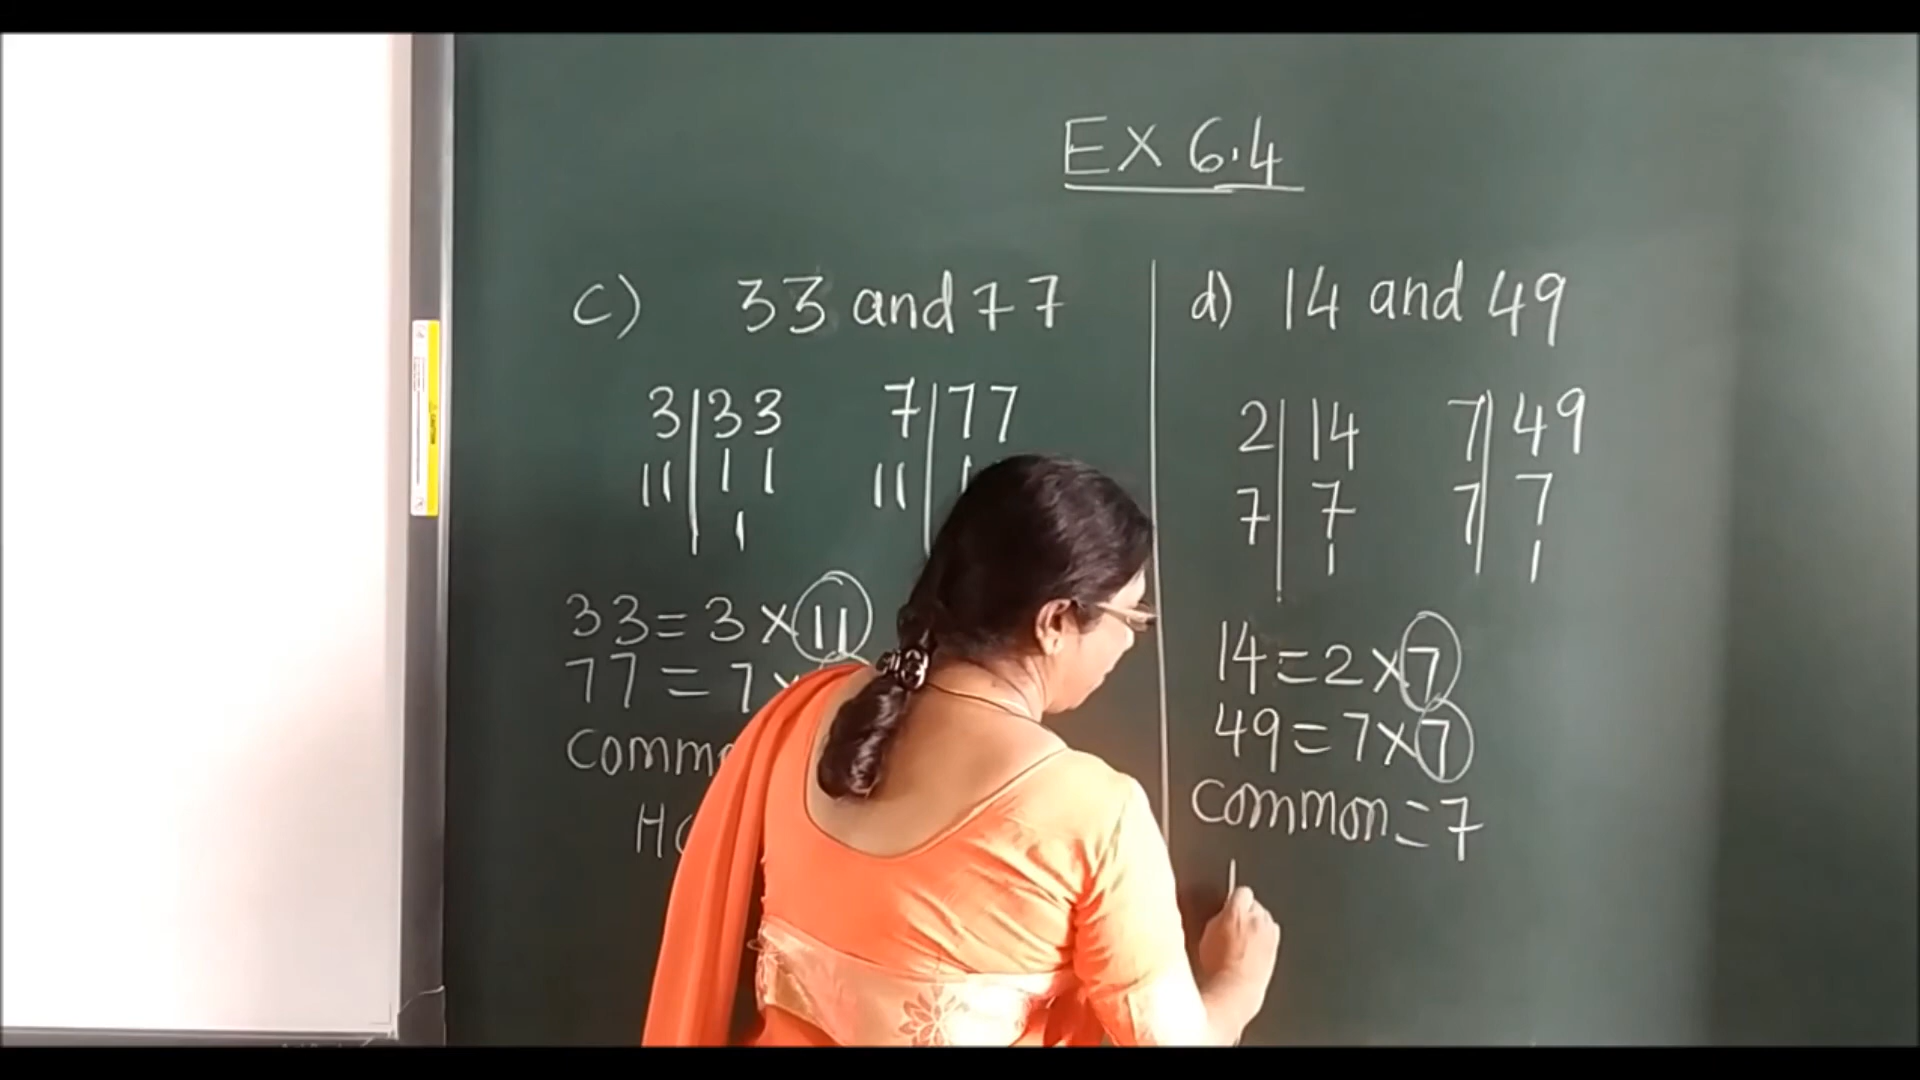 EX 6.4
c) 33 and 77
3 | 33 7 | 77
11 | 11 11 | 1
1
33 = 3 × 11
77 = 7 ×
HC
d) 14 and 49
2 | 14 7 | 49
7 | 7 7 | 7
1 1
14 = 2 × 7
49 = 7 × 7
common = 7